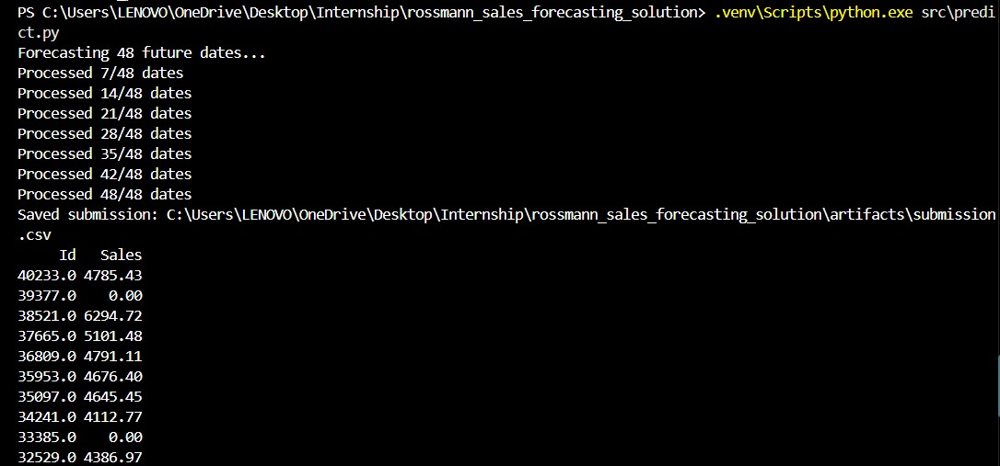 PS C:\Users\LENOVO\OneDrive\Desktop\Internship\rossmann_sales_forecasting_solution> .venv\Scripts\python.exe src\predi
ct.py
Forecasting 48 future dates...
Processed 7/48 dates
Processed 14/48 dates
Processed 21/48 dates
Processed 28/48 dates
Processed 35/48 dates
Processed 42/48 dates
Processed 48/48 dates
Saved submission: C:\Users\LENOVO\OneDrive\Desktop\Internship\rossmann_sales_forecasting_solution\artifacts\submission
.csv
     Id   Sales
40233.0 4785.43
39377.0    0.00
38521.0 6294.72
37665.0 5101.48
36809.0 4791.11
35953.0 4676.40
35097.0 4645.45
34241.0 4112.77
33385.0    0.00
32529.0 4386.97